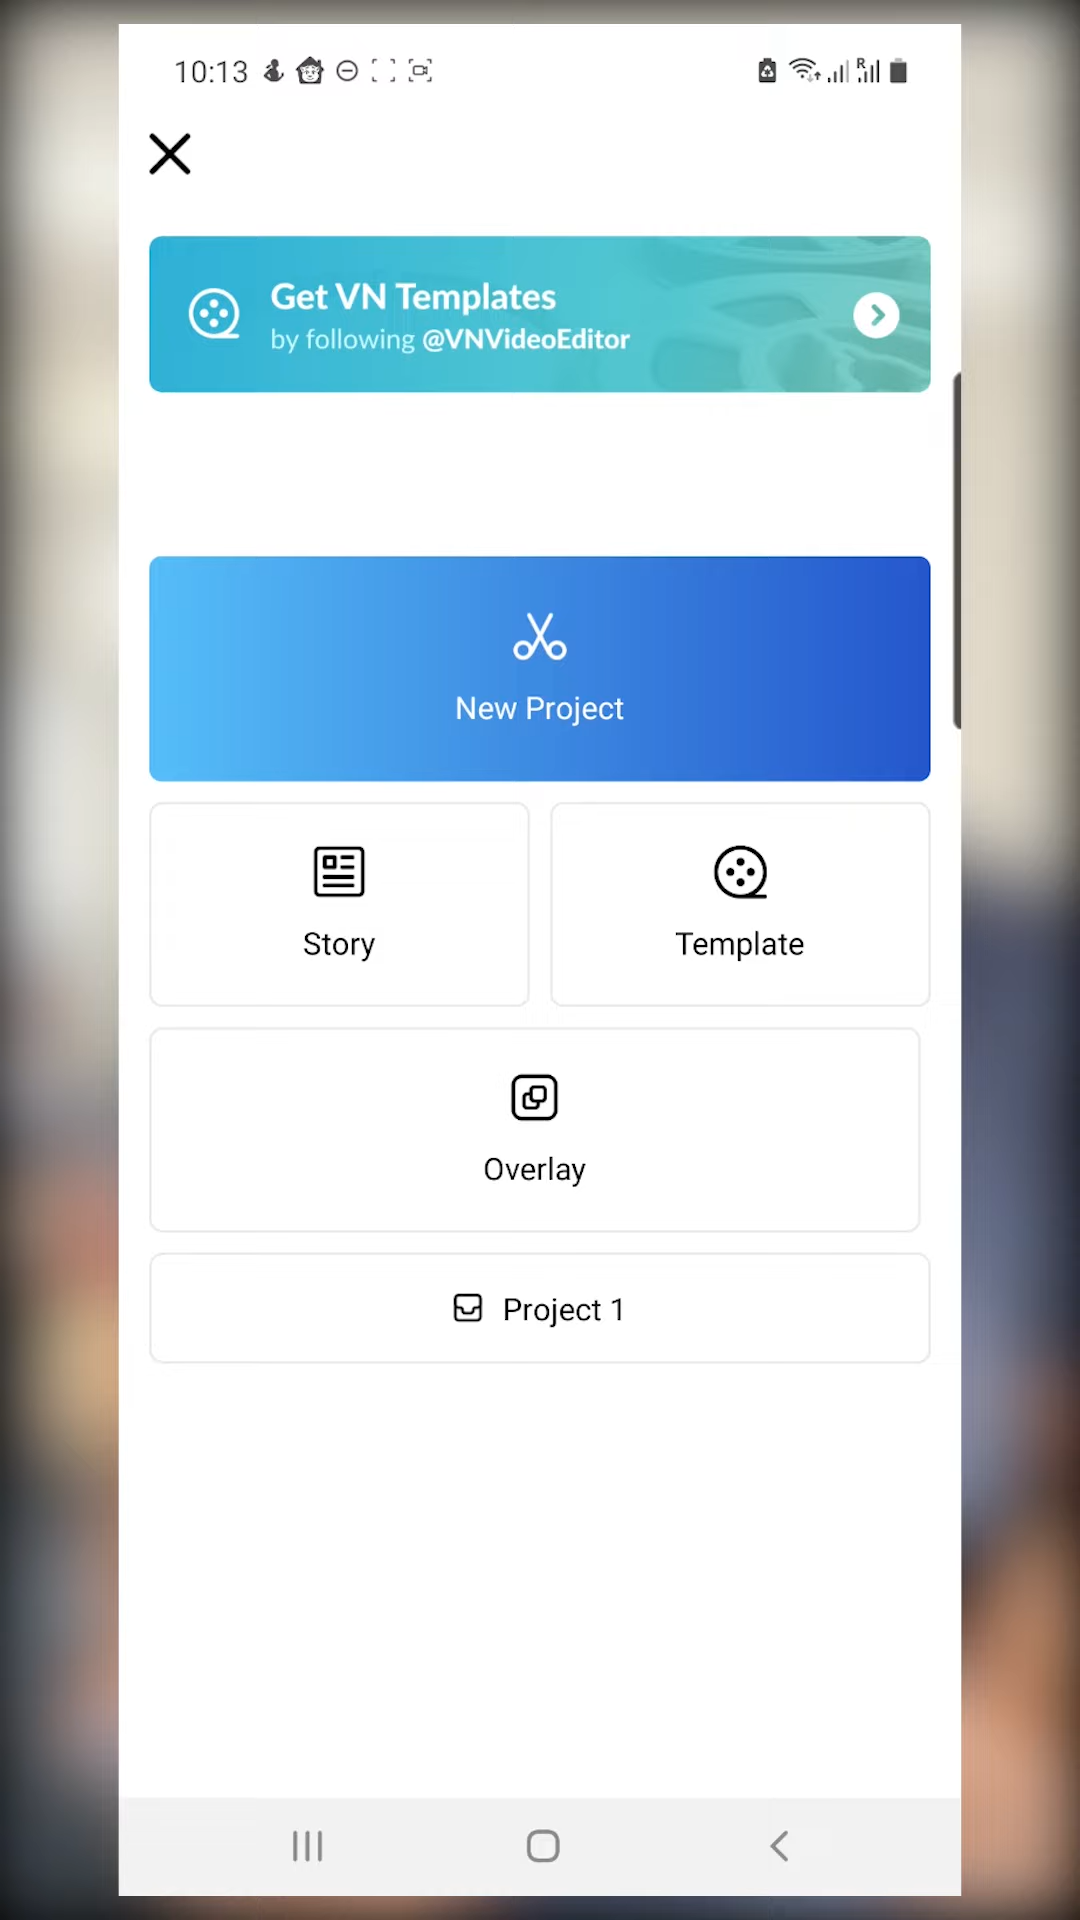 10:13
Get VN Templates
by following @VNVideoEditor
New Project
Story
Template
Overlay
Project 1